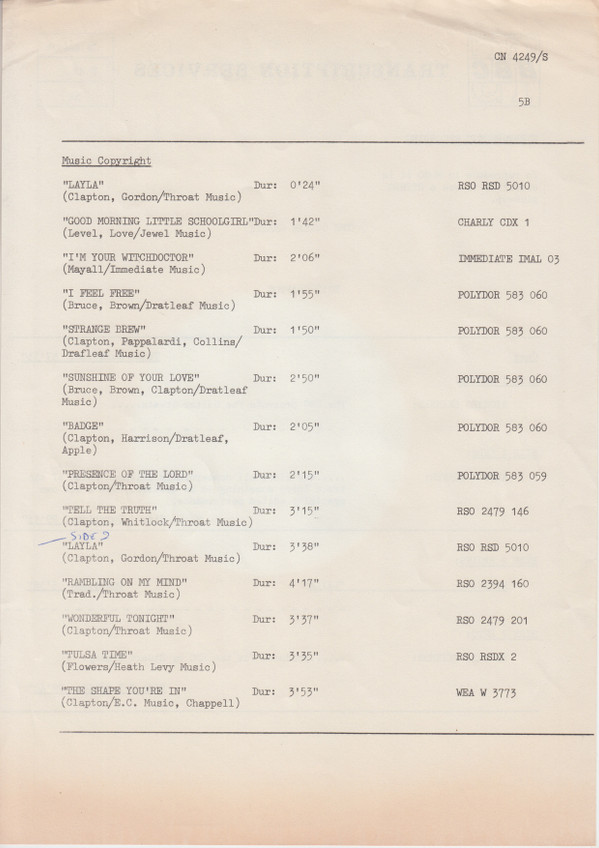 CN 4249/S
5B
Music Copyright
"LAYLA" Dur: 0'24" RSO RSD 5010
(Clapton, Gordon/Throat Music)
"GOOD MORNING LITTLE SCHOOLGIRL"Dur: 1'42" CHARLY CDX 1
(Level, Love/Jewel Music)
"I'M YOUR WITCHDOCTOR" Dur: 2'06" IMMEDIATE IMAL 03
(Mayall/Immediate Music)
"I FEEL FREE" Dur: 1'55" POLYDOR 583 060
(Bruce, Brown/Dratleaf Music)
"STRANGE BREW" Dur: 1'50" POLYDOR 583 060
(Clapton, Pappalardi, Collins/
Drafleaf Music)
"SUNSHINE OF YOUR LOVE" Dur: 2'50" POLYDOR 583 060
(Bruce, Brown, Clapton/Dratleaf
Music)
"BADGE" Dur: 2'05" POLYDOR 583 060
(Clapton, Harrison/Dratleaf,
Apple)
"PRESENCE OF THE LORD" Dur: 2'15" POLYDOR 583 059
(Clapton/Throat Music)
"TELL THE TRUTH" Dur: 3'15" RSO 2479 146
(Clapton, Whitlock/Throat Music)
SIDE 2
"LAYLA" Dur: 3'38" RSO RSD 5010
(Clapton, Gordon/Throat Music)
"RAMBLING ON MY MIND" Dur: 4'17" RSO 2394 160
(Trad./Throat Music)
"WONDERFUL TONIGHT" Dur: 3'37" RSO 2479 201
(Clapton/Throat Music)
"TULSA TIME" Dur: 3'35" RSO RSDX 2
(Flowers/Heath Levy Music)
"THE SHAPE YOU'RE IN" Dur: 3'53" WEA W 3773
(Clapton/E.C. Music, Chappell)